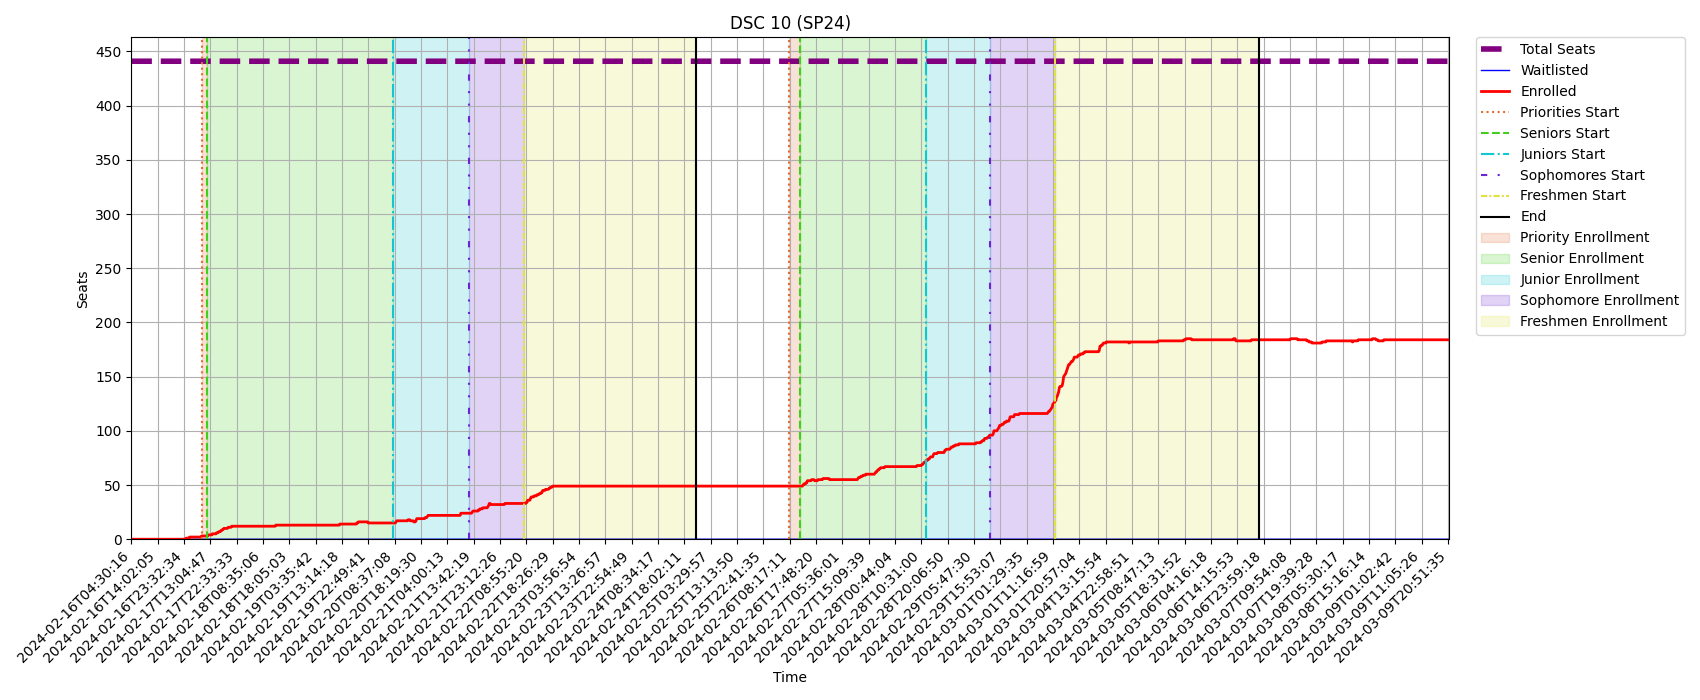 DSC 10 (SP24)
450
400
350
300
250
200
150
100
50
0
Seats
2024-02-16T04:30:16
2024-02-16T14:02:05
2024-02-16T23:32:34
2024-02-17T13:04:47
2024-02-17T22:33:33
2024-02-18T08:35:06
2024-02-18T18:05:03
2024-02-19T03:35:42
2024-02-19T13:14:18
2024-02-19T22:49:41
2024-02-20T08:37:08
2024-02-20T18:19:30
2024-02-21T04:00:13
2024-02-21T13:42:19
2024-02-21T23:12:26
2024-02-22T08:55:20
2024-02-22T18:26:29
2024-02-23T03:56:54
2024-02-23T13:26:57
2024-02-23T22:54:49
2024-02-24T08:34:17
2024-02-24T18:02:11
2024-02-25T03:29:57
2024-02-25T13:13:50
2024-02-25T22:41:35
2024-02-26T08:17:11
2024-02-26T17:48:20
2024-02-27T05:36:01
2024-02-27T15:09:39
2024-02-28T00:44:04
2024-02-28T10:31:00
2024-02-28T20:06:50
2024-02-29T05:47:30
2024-02-29T15:53:07
2024-03-01T01:29:35
2024-03-01T11:16:59
2024-03-01T20:57:04
2024-03-04T13:15:54
2024-03-04T22:58:51
2024-03-05T08:47:13
2024-03-05T18:31:52
2024-03-06T04:16:18
2024-03-06T14:15:53
2024-03-06T23:59:18
2024-03-07T09:54:08
2024-03-07T19:39:28
2024-03-08T05:30:17
2024-03-08T15:16:14
2024-03-09T01:02:42
2024-03-09T11:05:26
2024-03-09T20:51:35
Time
Total Seats
Waitlisted
Enrolled
Priorities Start
Seniors Start
Juniors Start
Sophomores Start
Freshmen Start
End
Priority Enrollment
Senior Enrollment
Junior Enrollment
Sophomore Enrollment
Freshmen Enrollment